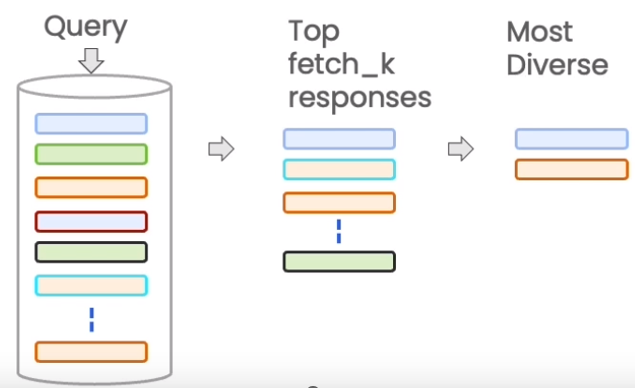 Query
Top
fetch_k
responses
Most
Diverse